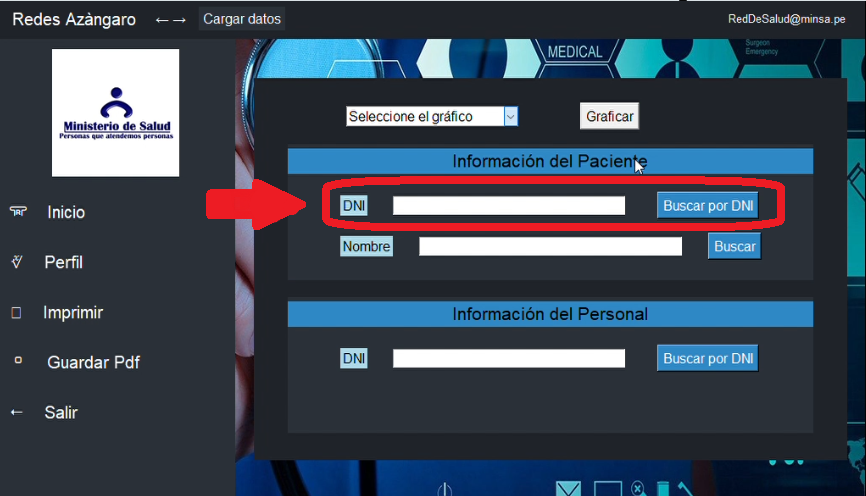 Redes Azàngaro ←→ Cargar datos
RedDeSalud@minsa.pe
MEDICAL
Surgeon
Emergency
Ministerio de Salud
Personas que atendemos personas
Inicio
Perfil
Imprimir
Guardar Pdf
← Salir
Seleccione el gráfico
Graficar
Información del Paciente
DNI
Buscar por DNI
Nombre
Buscar
Información del Personal
DNI
Buscar por DNI